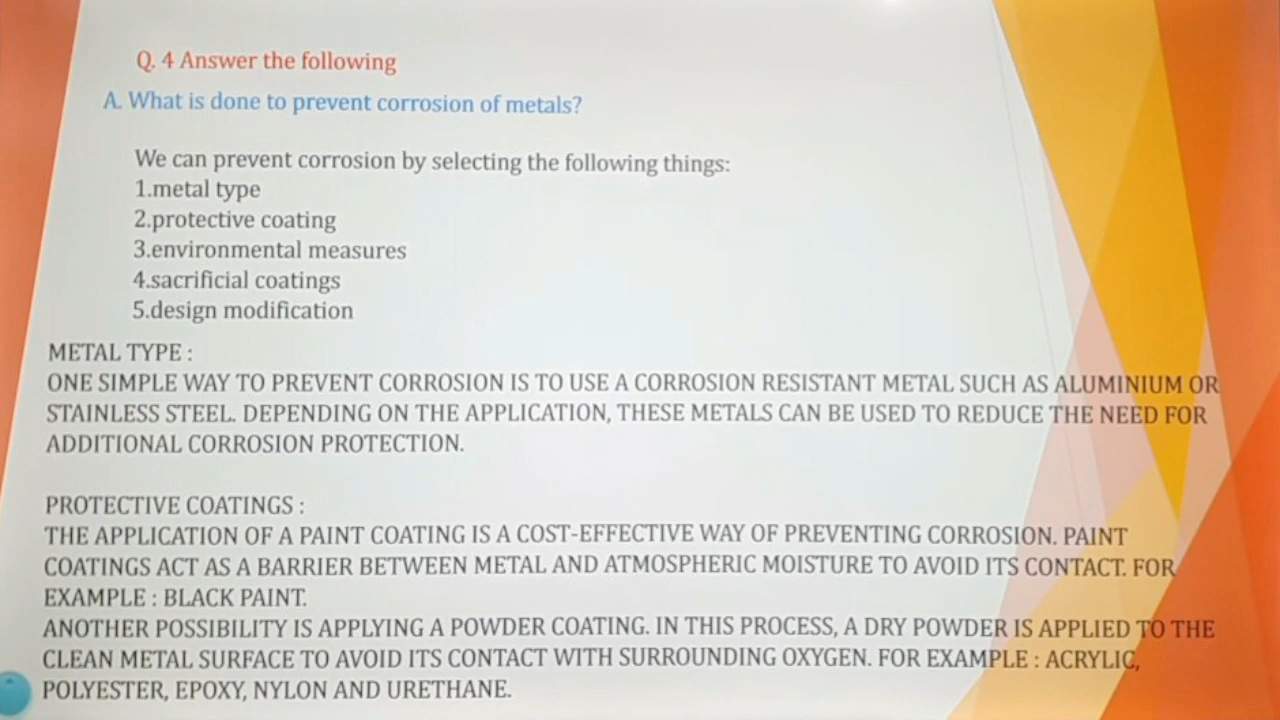 Q. 4 Answer the following
A. What is done to prevent corrosion of metals?
We can prevent corrosion by selecting the following things:
1.metal type
2.protective coating
3.environmental measures
4.sacrificial coatings
5.design modification
METAL TYPE :
ONE SIMPLE WAY TO PREVENT CORROSION IS TO USE A CORROSION RESISTANT METAL SUCH AS ALUMINIUM OR
STAINLESS STEEL. DEPENDING ON THE APPLICATION, THESE METALS CAN BE USED TO REDUCE THE NEED FOR
ADDITIONAL CORROSION PROTECTION.
PROTECTIVE COATINGS :
THE APPLICATION OF A PAINT COATING IS A COST-EFFECTIVE WAY OF PREVENTING CORROSION. PAINT
COATINGS ACT AS A BARRIER BETWEEN METAL AND ATMOSPHERIC MOISTURE TO AVOID ITS CONTACT. FOR
EXAMPLE : BLACK PAINT.
ANOTHER POSSIBILITY IS APPLYING A POWDER COATING. IN THIS PROCESS, A DRY POWDER IS APPLIED TO THE
CLEAN METAL SURFACE TO AVOID ITS CONTACT WITH SURROUNDING OXYGEN. FOR EXAMPLE : ACRYLIC,
POLYESTER, EPOXY, NYLON AND URETHANE.